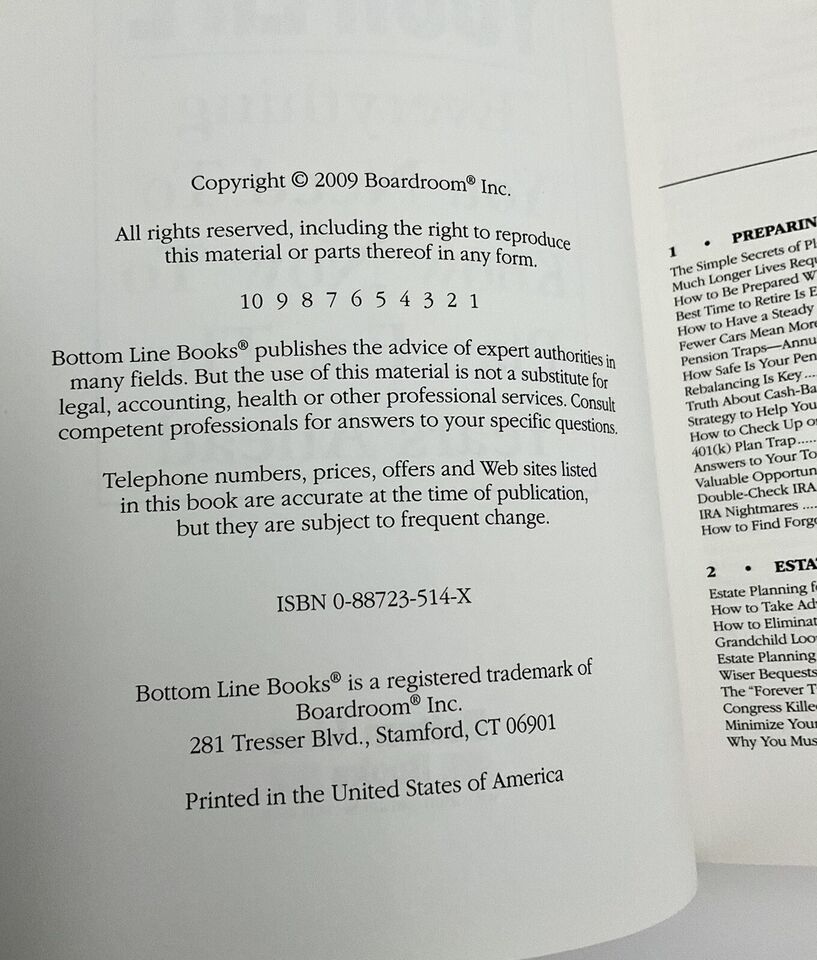 Copyright © 2009 Boardroom® Inc.
All rights reserved, including the right to reproduce
this material or parts thereof in any form.
10 9 8 7 6 5 4 3 2 1
Bottom Line Books® publishes the advice of expert authorities in
many fields. But the use of this material is not a substitute for
legal, accounting, health or other professional services. Consult
competent professionals for answers to your specific questions.
Telephone numbers, prices, offers and Web sites listed
in this book are accurate at the time of publication,
but they are subject to frequent change.
ISBN 0-88723-514-X
Bottom Line Books® is a registered trademark of
Boardroom® Inc.
281 Tresser Blvd., Stamford, CT 06901
Printed in the United States of America
1 • PREPARIN
The Simple Secrets of Pl
Much Longer Lives Requ
How to Be Prepared W
Best Time to Retire Is E
How to Have a Steady
Fewer Cars Mean More
Pension Traps—Annu
How Safe Is Your Pen
Rebalancing Is Key ...
Truth About Cash-Ba
Strategy to Help You
How to Check Up o
401(k) Plan Trap.....
Answers to Your To
Valuable Opportun
Double-Check IRA
IRA Nightmares ....
How to Find Forg
2 • ESTA
Estate Planning f
How to Take Ad
How to Eliminat
Grandchild Loo
Estate Planning
Wiser Bequests
The "Forever T
Congress Kille
Minimize Your
Why You Mus